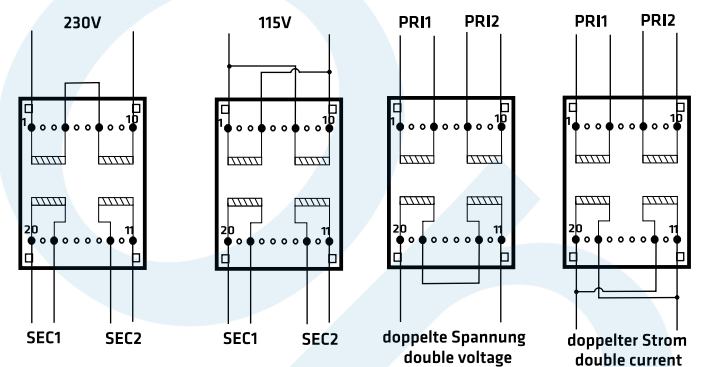 230V
115V
PRI1 PRI2
PRI1 PRI2
1 10
1 10
1 10
1 10
20 11
20 11
20 11
20 11
SEC1 SEC2
SEC1 SEC2
doppelte Spannung
double voltage
doppelter Strom
double current